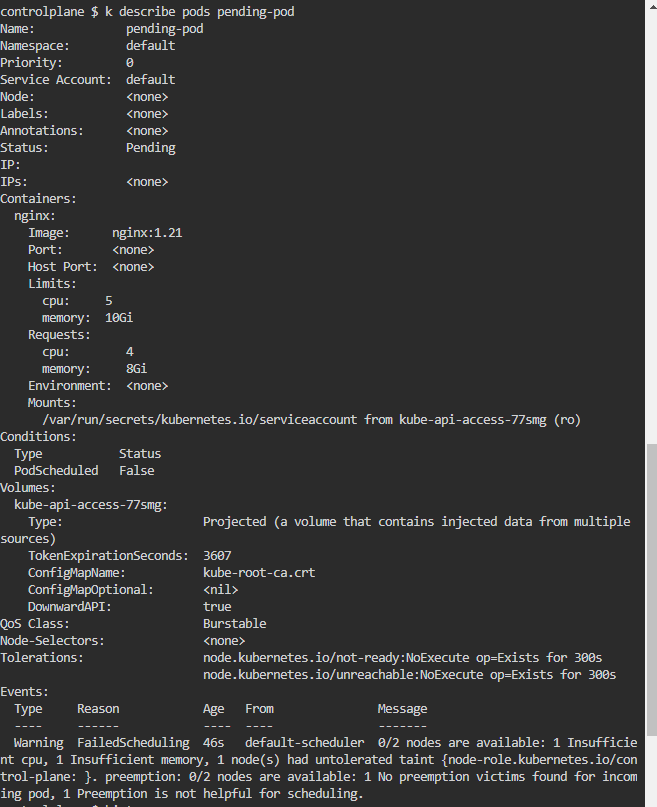 controlplane $ k describe pods pending-pod
Name:             pending-pod
Namespace:        default
Priority:         0
Service Account:  default
Node:             <none>
Labels:           <none>
Annotations:      <none>
Status:           Pending
IP:
IPs:              <none>
Containers:
  nginx:
    Image:      nginx:1.21
    Port:       <none>
    Host Port:  <none>
    Limits:
      cpu:     5
      memory:  10Gi
    Requests:
      cpu:        4
      memory:     8Gi
    Environment:  <none>
    Mounts:
      /var/run/secrets/kubernetes.io/serviceaccount from kube-api-access-77smg (ro)
Conditions:
  Type           Status
  PodScheduled   False
Volumes:
  kube-api-access-77smg:
    Type:                    Projected (a volume that contains injected data from multiple
sources)
    TokenExpirationSeconds:  3607
    ConfigMapName:           kube-root-ca.crt
    ConfigMapOptional:       <nil>
    DownwardAPI:             true
QoS Class:                   Burstable
Node-Selectors:              <none>
Tolerations:                 node.kubernetes.io/not-ready:NoExecute op=Exists for 300s
                             node.kubernetes.io/unreachable:NoExecute op=Exists for 300s
Events:
  Type     Reason            Age   From               Message
  ----     ------            ----  ----               -------
  Warning  FailedScheduling  46s   default-scheduler  0/2 nodes are available: 1 Insufficie
nt cpu, 1 Insufficient memory, 1 node(s) had untolerated taint {node-role.kubernetes.io/con
trol-plane: }. preemption: 0/2 nodes are available: 1 No preemption victims found for incom
ing pod, 1 Preemption is not helpful for scheduling.